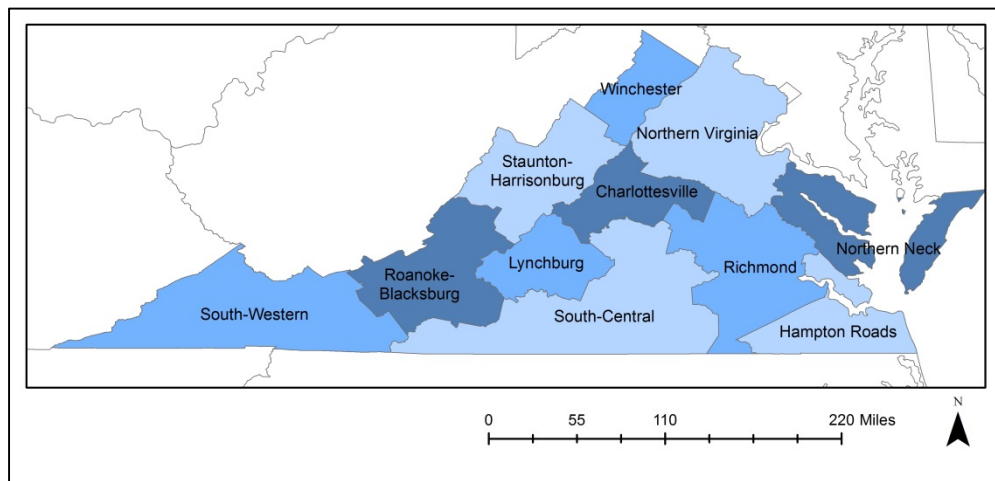 Winchester
Northern Virginia
Staunton-
Harrisonburg
Charlottesville
Northern Neck
Lynchburg
Richmond
Roanoke-
Blacksburg
South-Western
South-Central
Hampton Roads
N
0 55 110 220 Miles